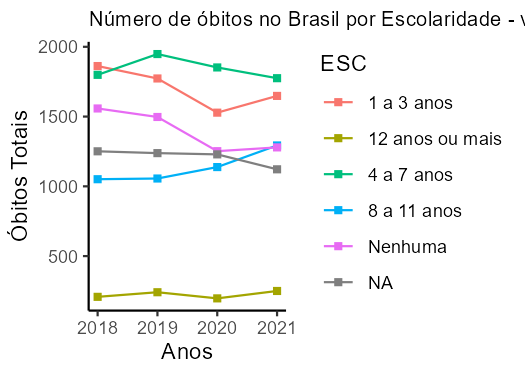 Número de óbitos no Brasil por Escolaridade -
2000
1500
1000
500
Óbitos Totais
2018 2019 2020 2021
Anos
ESC
1 a 3 anos
12 anos ou mais
4 a 7 anos
8 a 11 anos
Nenhuma
NA